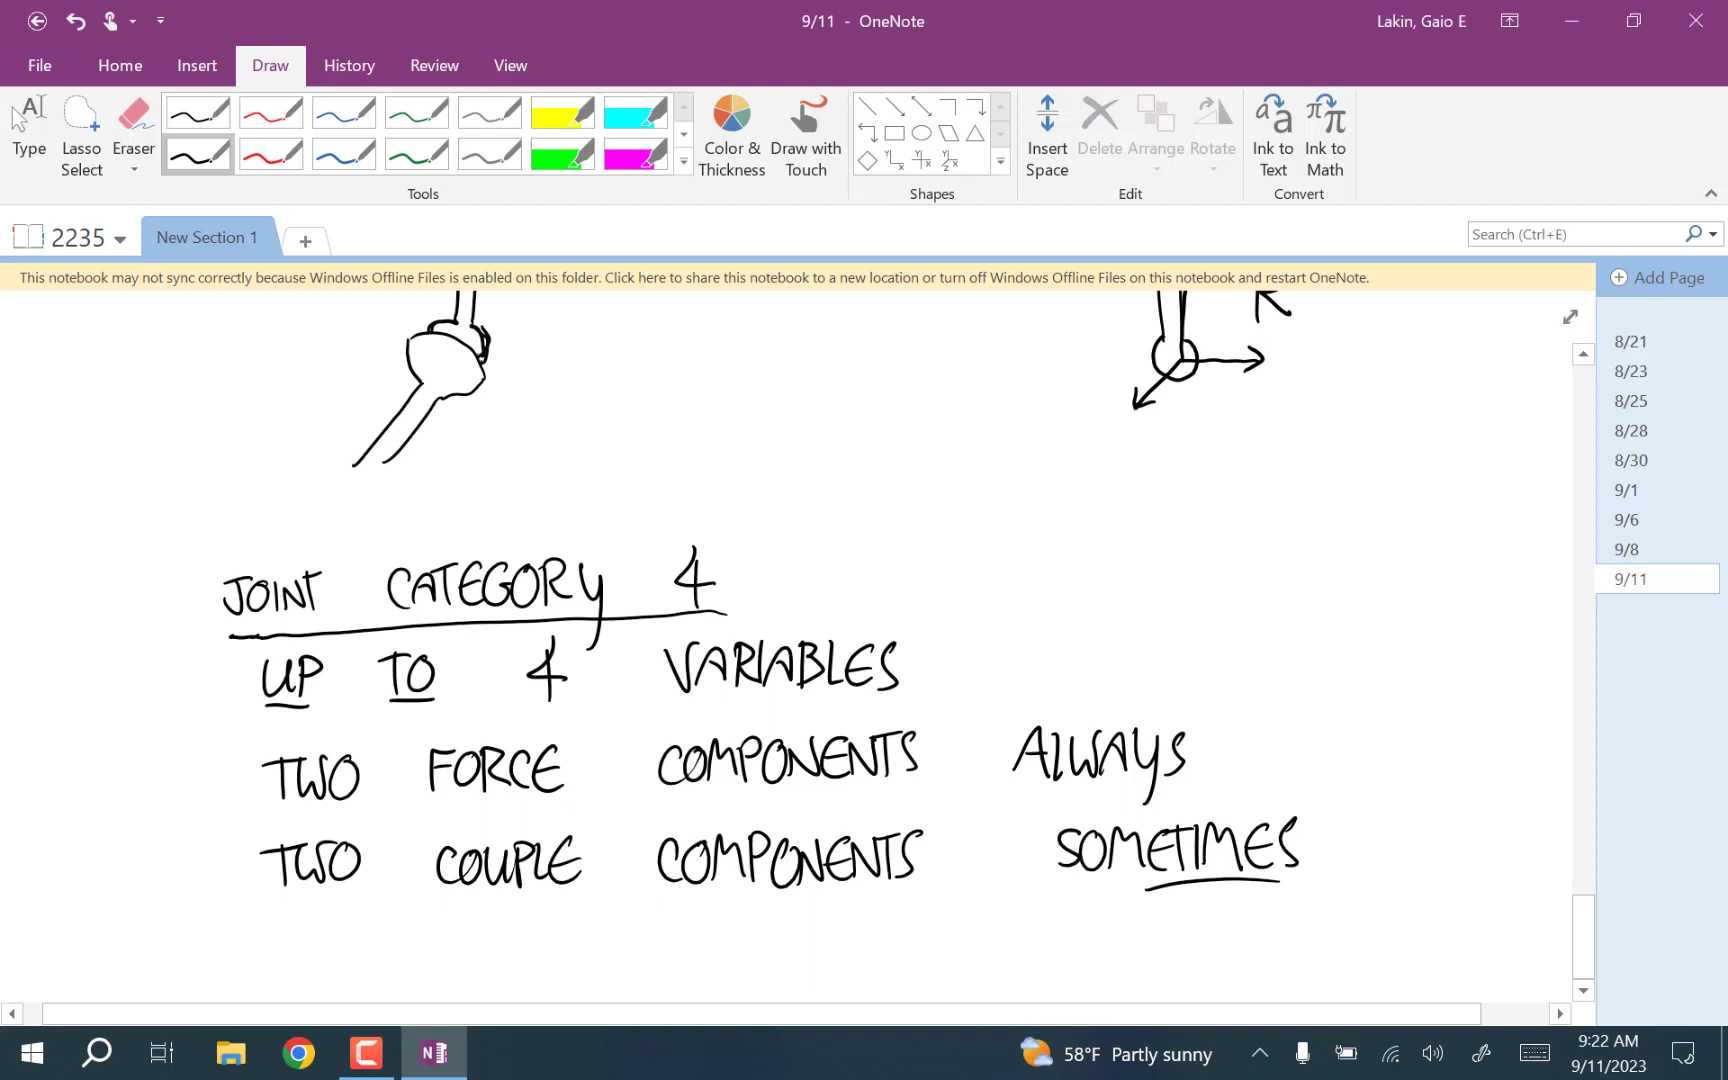 9/11 - OneNote
Lakin, Gaio E
File Home Insert Draw History Review View
Type
Lasso Select
Eraser
Color & Thickness
Draw with Touch
Insert Space
Delete
Arrange
Rotate
Ink to Text
Ink to Math
Tools
Shapes
Edit
Convert
2235
New Section 1
Search (Ctrl+E)
This notebook may not sync correctly because Windows Offline Files is enabled on this folder. Click here to share this notebook to a new location or turn off Windows Offline Files on this notebook and restart OneNote.
Add Page
8/21
8/23
8/25
8/28
8/30
9/1
9/6
9/8
9/11
JOINT CATEGORY 4
UP TO 4 VARIABLES
TWO FORCE COMPONENTS ALWAYS
TWO COUPLE COMPONENTS SOMETIMES
58°F Partly sunny
9:22 AM
9/11/2023